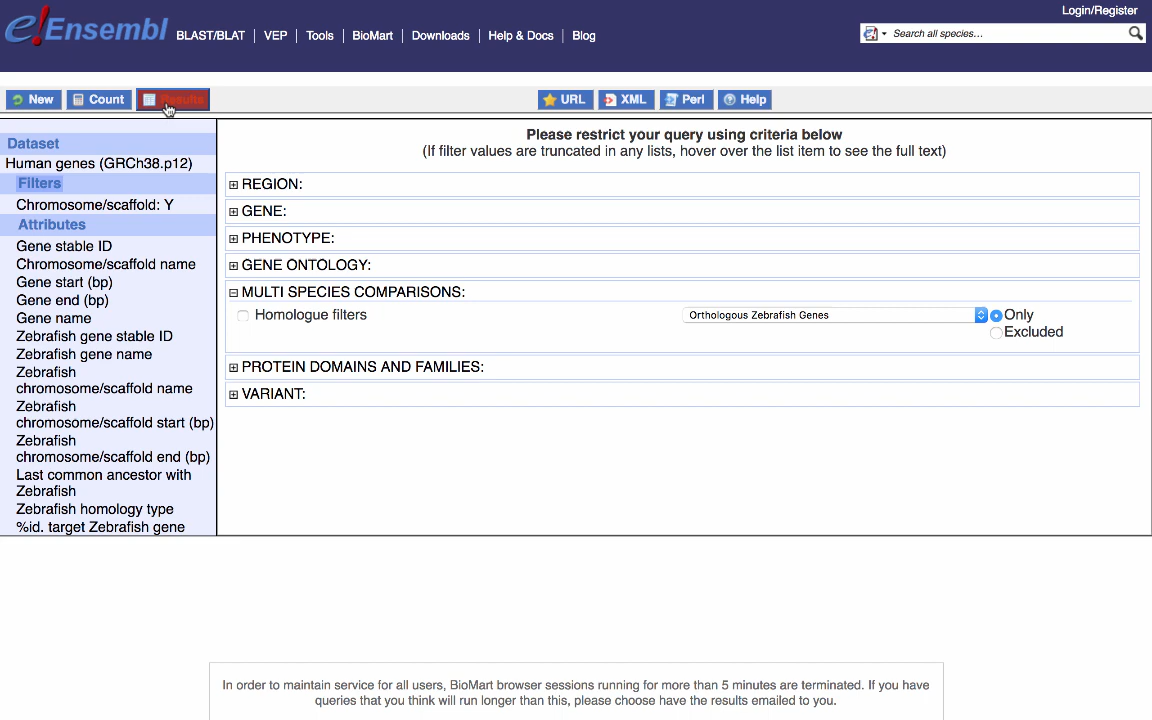 Login/Register
e!Ensembl BLAST/BLAT VEP Tools BioMart Downloads Help & Docs Blog
Search all species...
New Count Results URL XML Perl Help
Dataset
Human genes (GRCh38.p12)
Filters
Chromosome/scaffold: Y
Attributes
Gene stable ID
Chromosome/scaffold name
Gene start (bp)
Gene end (bp)
Gene name
Zebrafish gene stable ID
Zebrafish gene name
Zebrafish
chromosome/scaffold name
Zebrafish
chromosome/scaffold start (bp)
Zebrafish
chromosome/scaffold end (bp)
Last common ancestor with
Zebrafish
Zebrafish homology type
%id. target Zebrafish gene
Please restrict your query using criteria below
(If filter values are truncated in any lists, hover over the list item to see the full text)
REGION:
GENE:
PHENOTYPE:
GENE ONTOLOGY:
MULTI SPECIES COMPARISONS:
Homologue filters Orthologous Zebrafish Genes Only
Excluded
PROTEIN DOMAINS AND FAMILIES:
VARIANT:
In order to maintain service for all users, BioMart browser sessions running for more than 5 minutes are terminated. If you have
queries that you think will run longer than this, please choose have the results emailed to you.